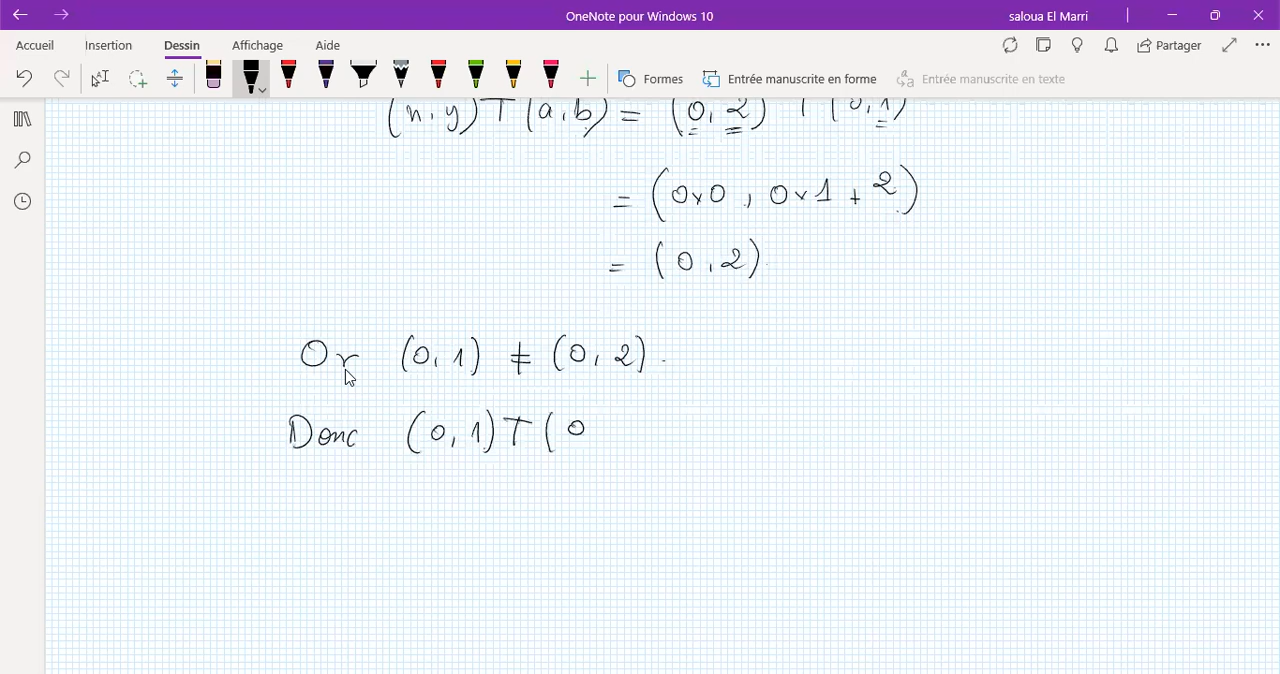 OneNote pour Windows 10
saloua El Marri
Accueil Insertion Dessin Affichage Aide
Partager
Formes Entrée manuscrite en forme Entrée manuscrite en texte
(x, y) T (a, b) = (0, 2) T (0, 1)
= (0x0, 0x1 + 2)
= (0, 2).
Or (0, 1) ≠ (0, 2).
Donc (0, 1) T (0